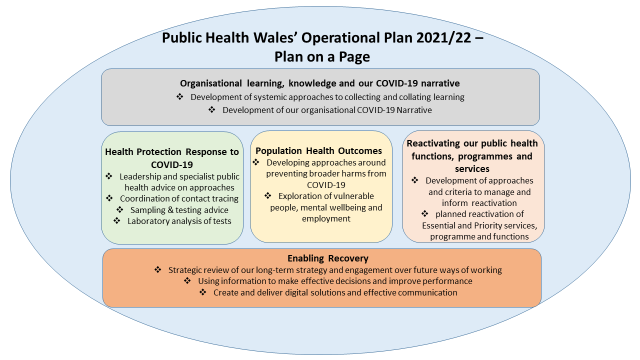 Public Health Wales' Operational Plan 2021/22 –
Plan on a Page
Organisational learning, knowledge and our COVID-19 narrative
❖ Development of systemic approaches to collecting and collating learning
❖ Development of our organisational COVID-19 Narrative
Health Protection Response to
COVID-19
❖ Leadership and specialist public
health advice on approaches
❖ Coordination of contact tracing
❖ Sampling & testing advice
❖ Laboratory analysis of tests
Population Health Outcomes
❖ Developing approaches around
preventing broader harms from
COVID-19
❖ Exploration of vulnerable
people, mental wellbeing and
employment
Reactivating our public health
functions, programmes and
services
❖ Development of approaches
and criteria to manage and
inform reactivation
❖ planned reactivation of
Essential and Priority services,
programme and functions
Enabling Recovery
❖ Strategic review of our long-term strategy and engagement over future ways of working
❖ Using information to make effective decisions and improve performance
❖ Create and deliver digital solutions and effective communication